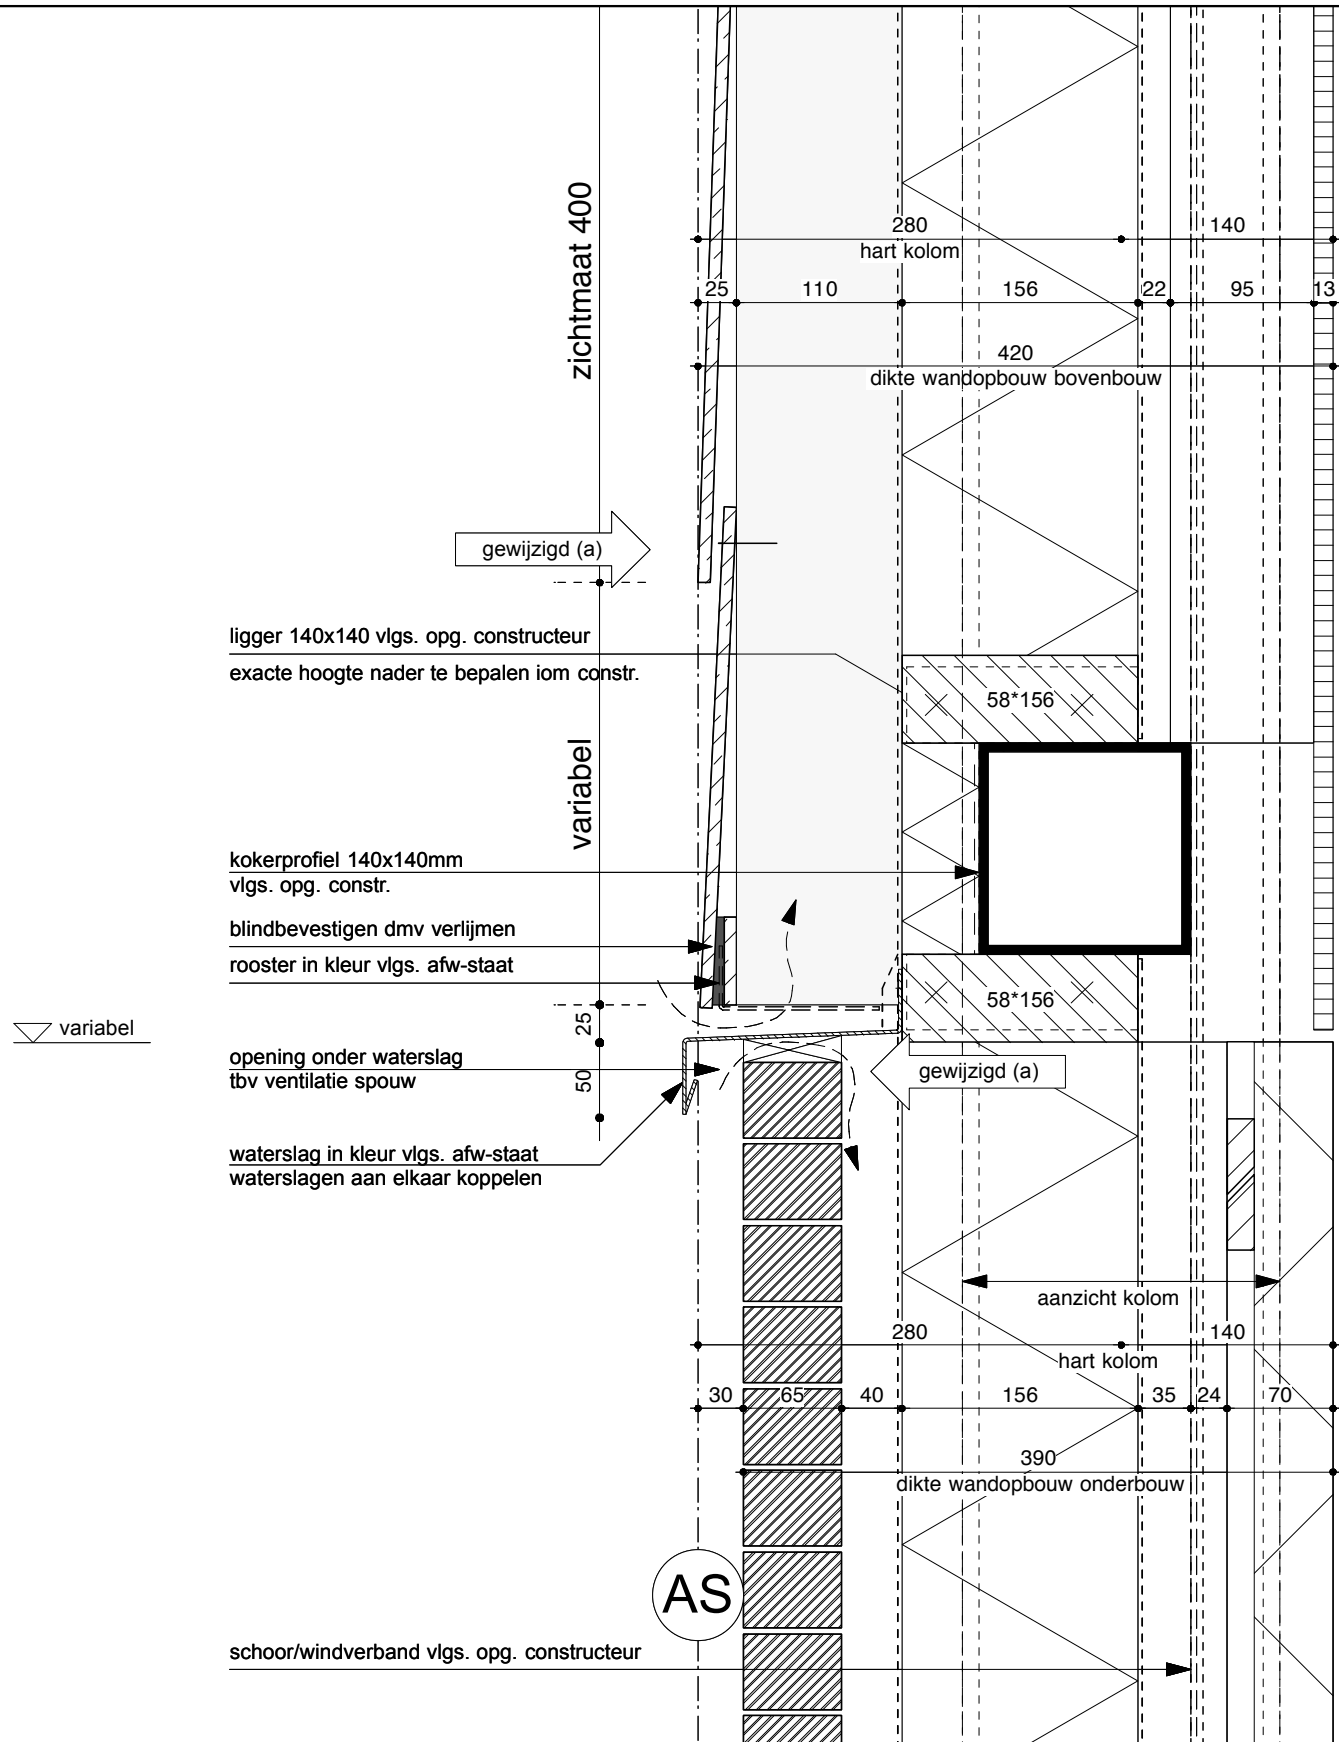 zichtmaat 400
280
140
hart kolom
25
110
156
22
95
13
420
dikte wandopbouw bovenbouw
gewijzigd (a)
ligger 140x140 vlgs. opg. constructeur
exacte hoogte nader te bepalen iom constr.
58*156
variabel
kokerprofiel 140x140mm
vlgs. opg. constr.
blindbevestigen dmv verlijmen
rooster in kleur vlgs. afw-staat
58*156
25
variabel
opening onder waterslag
tbv ventilatie spouw
50
gewijzigd (a)
waterslag in kleur vlgs. afw-staat
waterslagen aan elkaar koppelen
aanzicht kolom
280
140
hart kolom
30
65
40
156
35
24
70
390
dikte wandopbouw onderbouw
AS
schoor/windverband vlgs. opg. constructeur